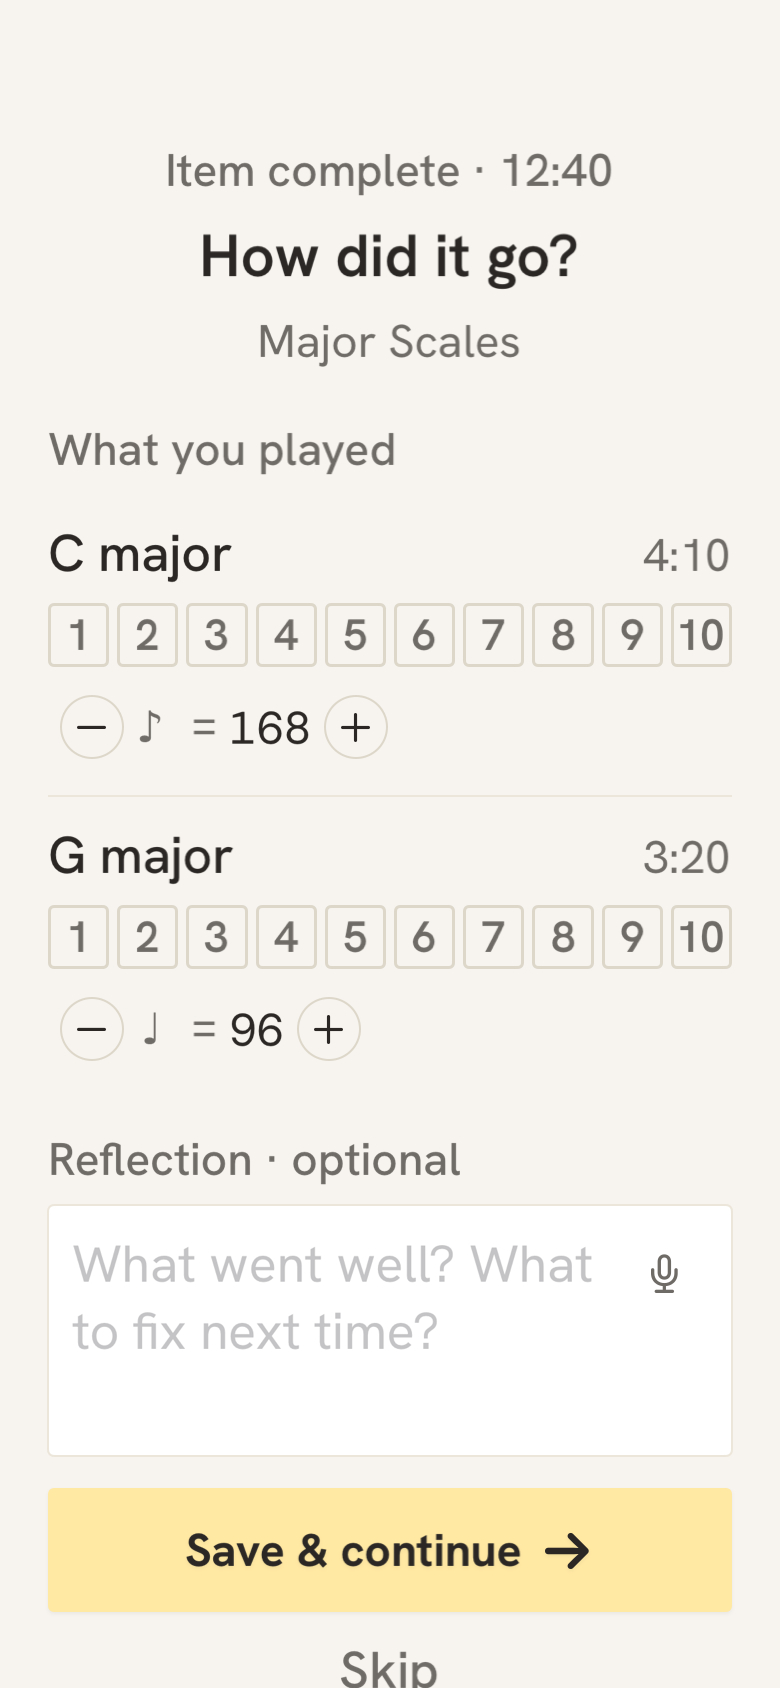 Item complete · 12:40
How did it go?
Major Scales
What you played
C major 4:10
1 2 3 4 5 6 7 8 9 10
− ♪ = 168 +
G major 3:20
1 2 3 4 5 6 7 8 9 10
− ♩ = 96 +
Reflection · optional
What went well? What
to fix next time?
Save & continue →
Skip